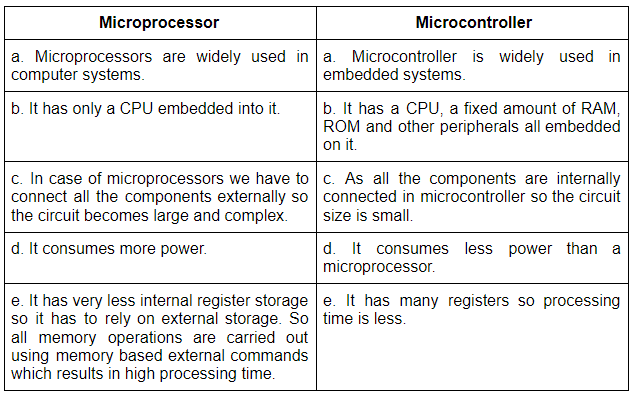 Microprocessor
Microcontroller
a. Microprocessors are widely used in
computer systems.
a. Microcontroller is widely used in
embedded systems.
b. It has only a CPU embedded into it.
b. It has a CPU, a fixed amount of RAM,
ROM and other peripherals all embedded
on it.
c. In case of microprocessors we have to
connect all the components externally so
the circuit becomes large and complex.
c. As all the components are internally
connected in microcontroller so the circuit
size is small.
d. It consumes more power.
d. It consumes less power than a
microprocessor.
e. It has very less internal register storage
so it has to rely on external storage. So
all memory operations are carried out
using memory based external commands
which results in high processing time.
e. It has many registers so processing
time is less.